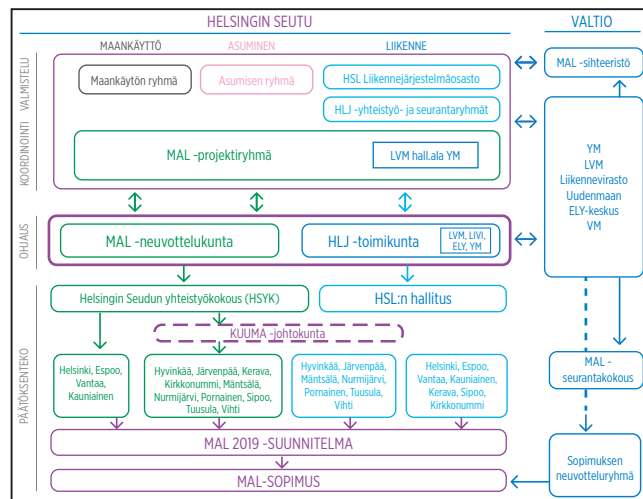 HELSINGIN SEUTU
VALTIO
MAANKÄYTTÖ
ASUMINEN
LIIKENNE
VALMISTELU
KOORDINOINTI
OHJAUS
PÄÄTÖKSENTEKO
Maankäytön ryhmä
Asumisen ryhmä
HSL Liikennejärjestelmäosasto
HLJ -yhteistyö- ja seurantaryhmät
MAL -projektiryhmä
LVM hall.ala YM
MAL -sihteeristö
YM
LVM
Liikennevirasto
Uudenmaan
ELY-keskus
VM
MAL -neuvottelukunta
HLJ -toimikunta
LVM, LIVI,
ELY, YM
Helsingin Seudun yhteistyökokous (HSYK)
HSL:n hallitus
KUUMA -johtokunta
Helsinki, Espoo,
Vantaa,
Kauniainen
Hyvinkää, Järvenpää, Kerava,
Kirkkonummi, Mäntsälä,
Nurmijärvi, Pornainen, Sipoo,
Tuusula, Vihti
Hyvinkää, Järvenpää,
Mäntsälä, Nurmijärvi,
Pornainen, Tuusula,
Vihti
Helsinki, Espoo,
Vantaa, Kauniainen,
Kerava, Sipoo,
Kirkkonummi
MAL -
seurantakokous
MAL 2019 -SUUNNITELMA
MAL-SOPIMUS
Sopimuksen
neuvotteluryhmä